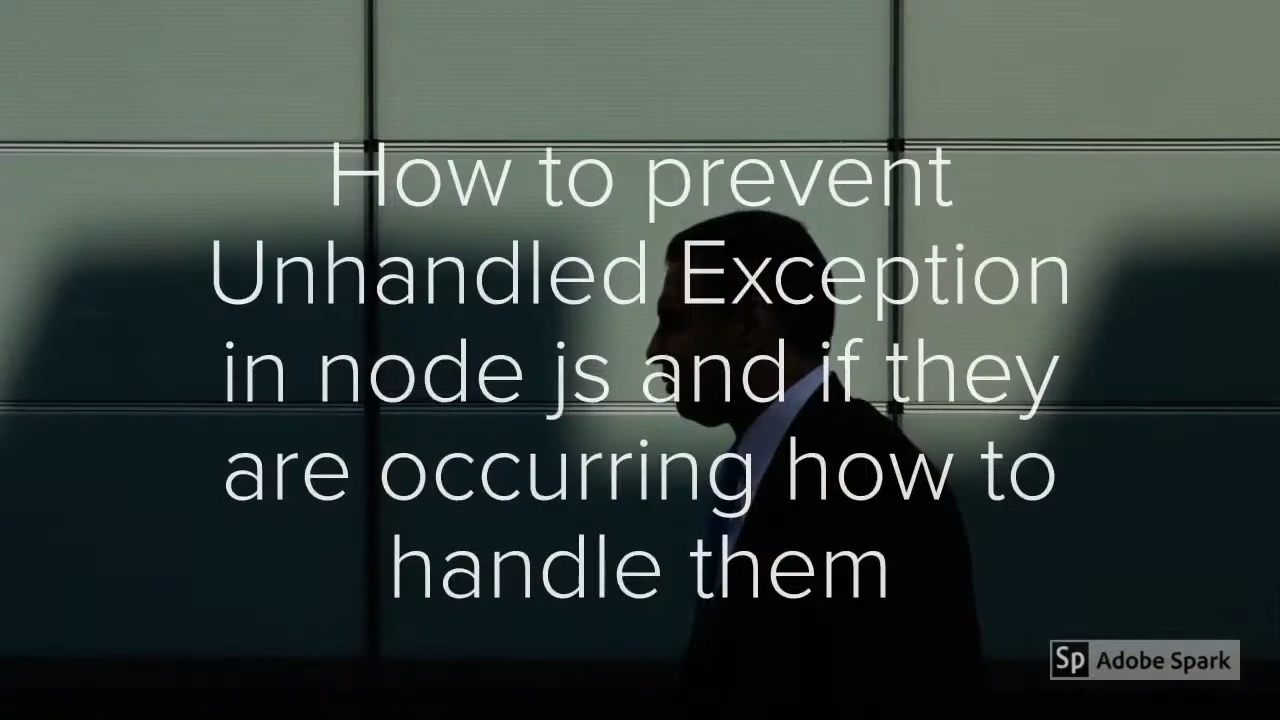 How to prevent
Unhandled Exception
in node js and if they
are occurring how to
handle them
Sp Adobe Spark